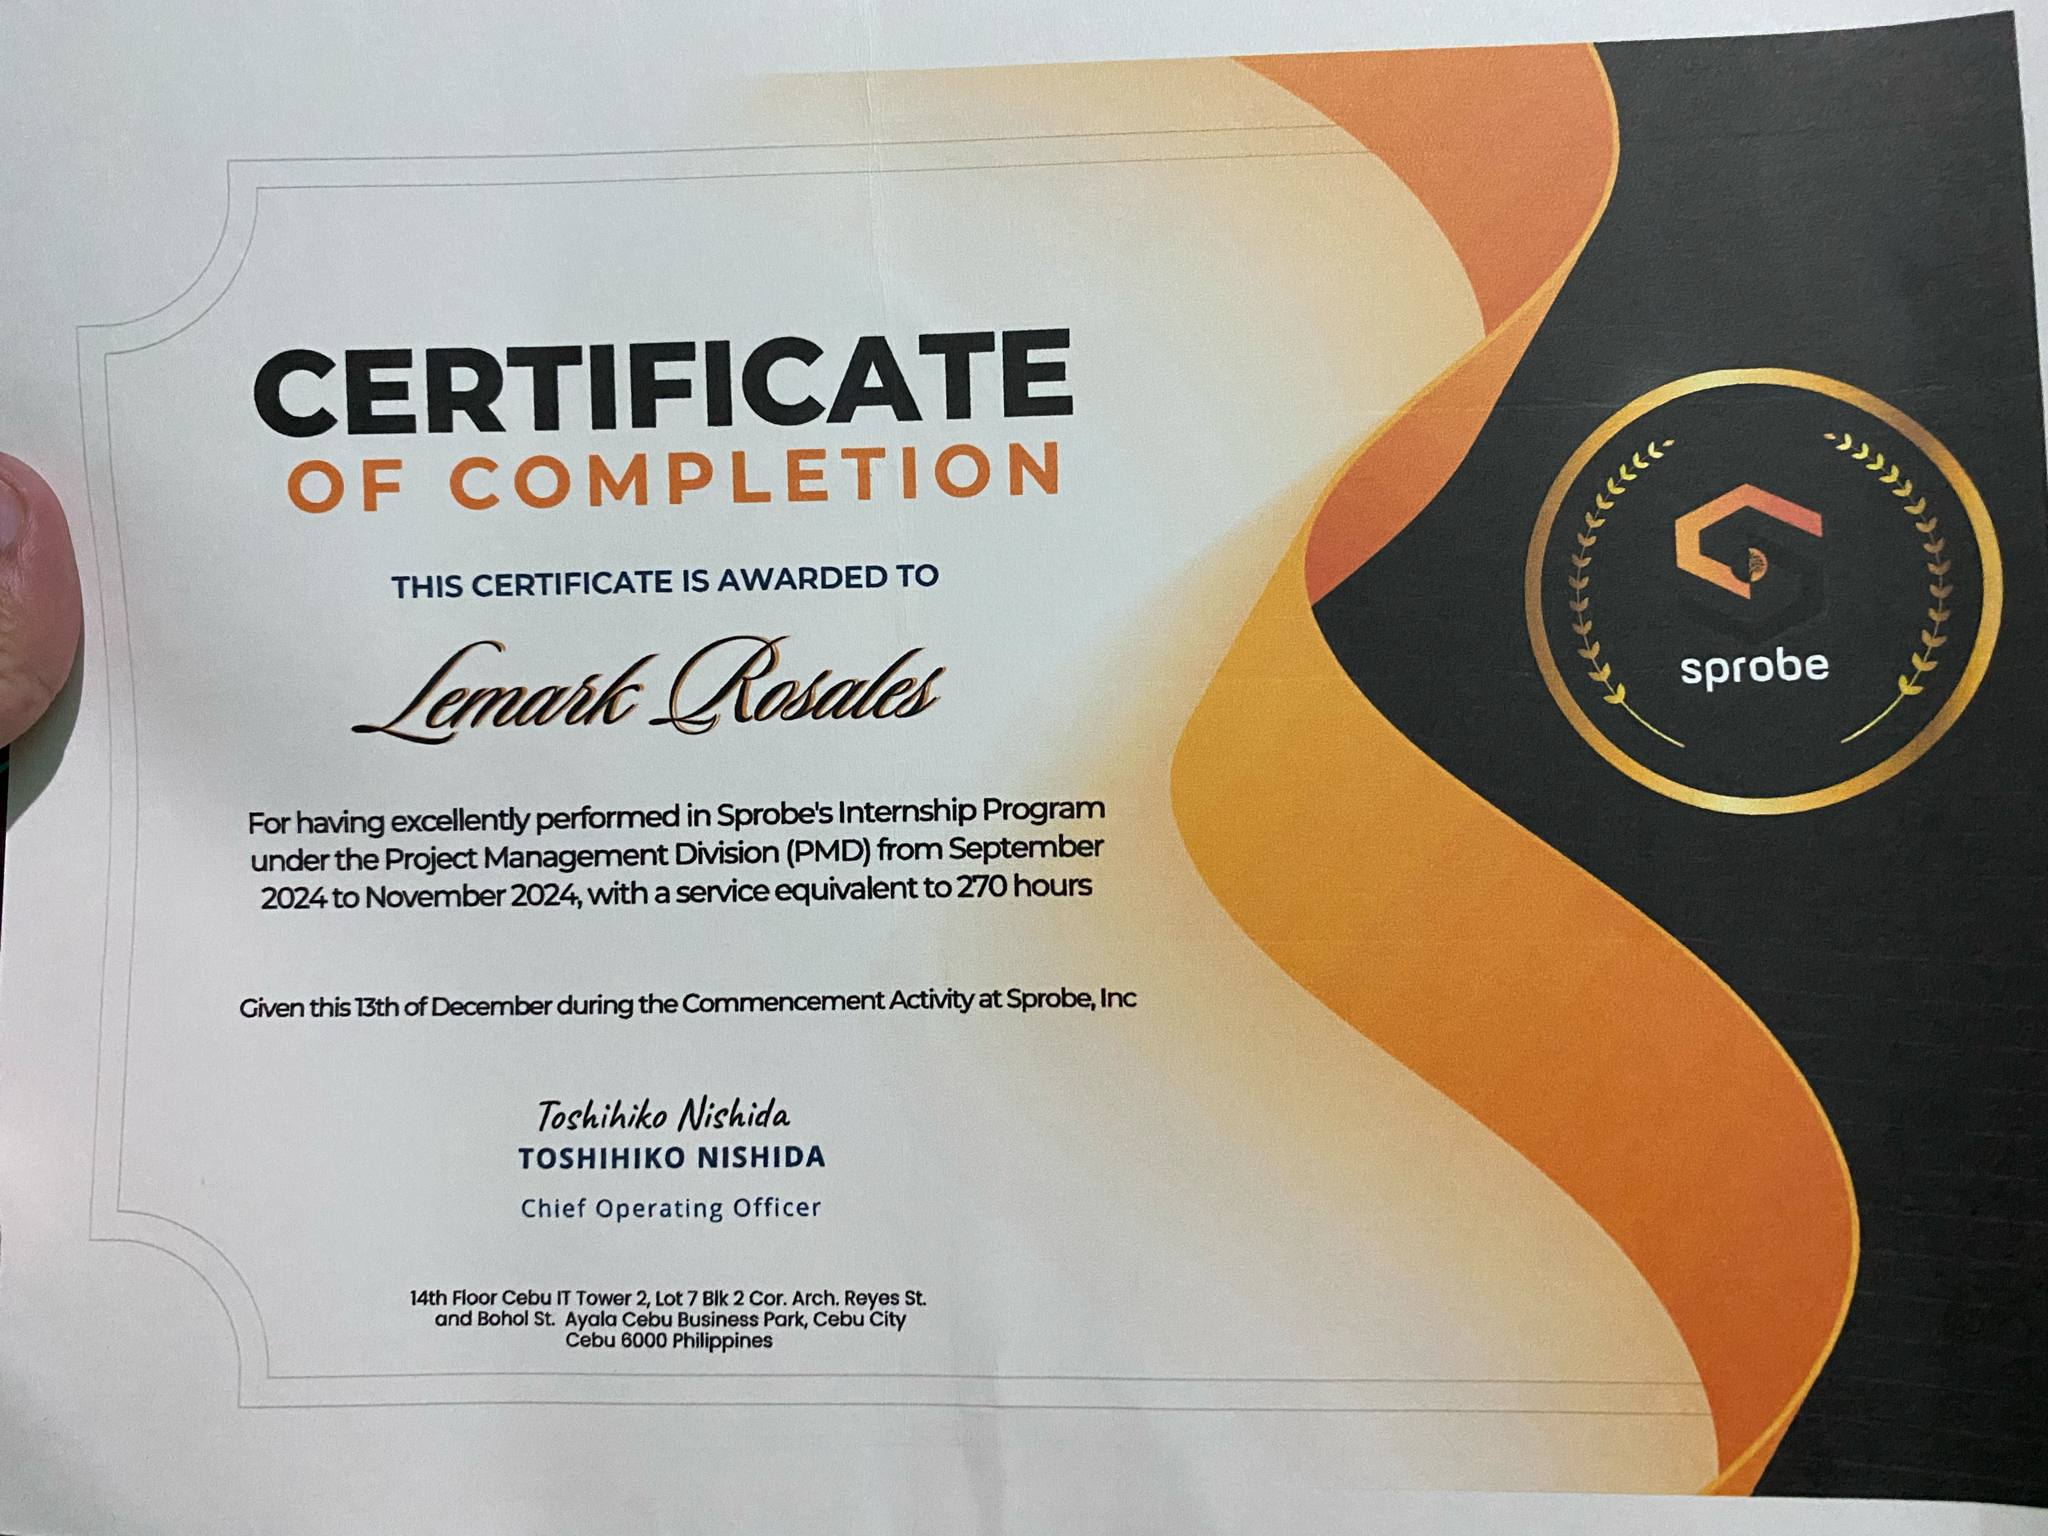 CERTIFICATE
OF COMPLETION
THIS CERTIFICATE IS AWARDED TO
Lemark Rosales
For having excellently performed in Sprobe's Internship Program
under the Project Management Division (PMD) from September
2024 to November 2024, with a service equivalent to 270 hours
Given this 13th of December during the Commencement Activity at Sprobe, Inc
Toshihiko Nishida
TOSHIHIKO NISHIDA
Chief Operating Officer
14th Floor Cebu IT Tower 2, Lot 7 Blk 2 Cor. Arch. Reyes St.
and Bohol St. Ayala Cebu Business Park, Cebu City
Cebu 6000 Philippines
sprobe